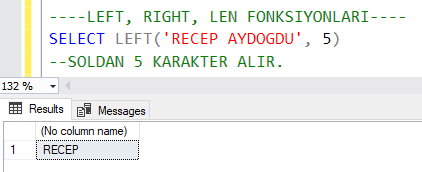 ----LEFT, RIGHT, LEN FONKSIYONLARI----
SELECT LEFT('RECEP AYDOGDU', 5)
--SOLDAN 5 KARAKTER ALIR.
132 %
Results Messages
(No column name)
1 RECEP